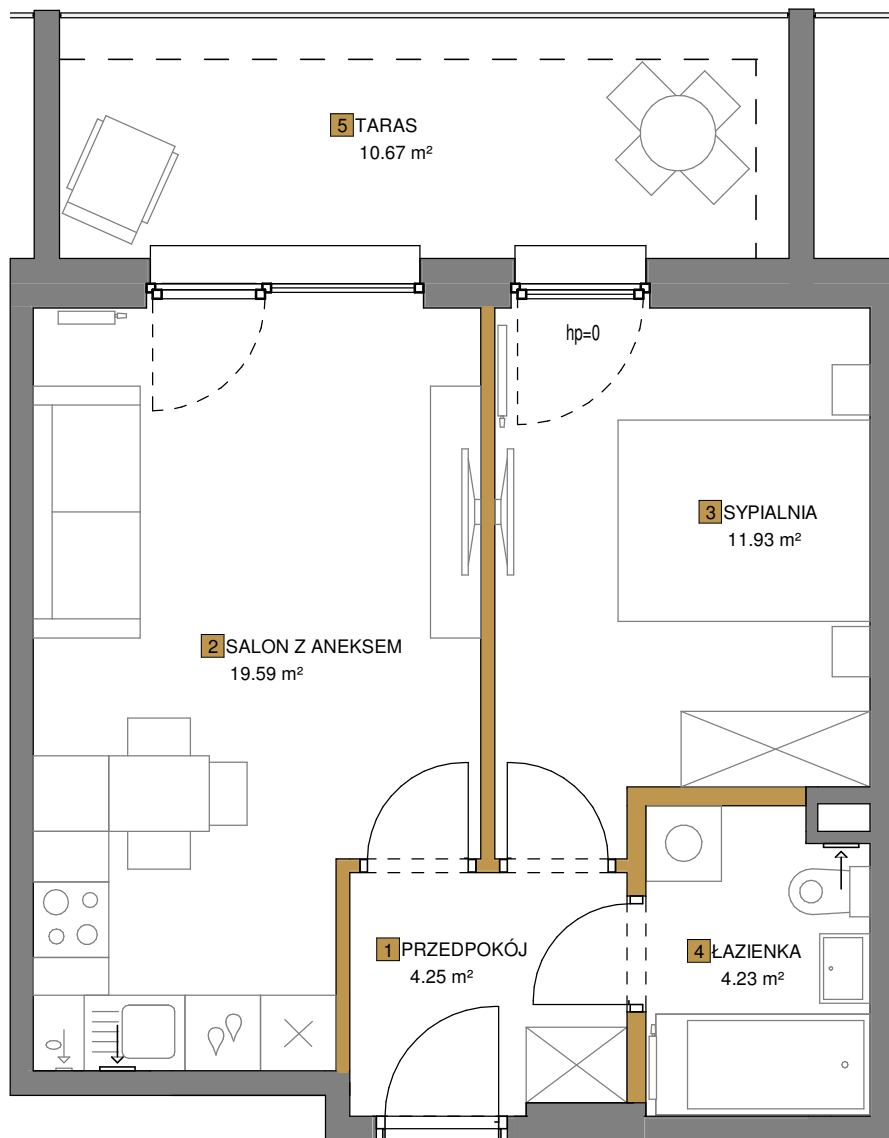 5 TARAS
10.67 m²
hp=0
3 SYPIALNIA
11.93 m²
2 SALON Z ANEKSEM
19.59 m²
1 PRZEDPOKÓJ
4.25 m²
4 ŁAZIENKA
4.23 m²